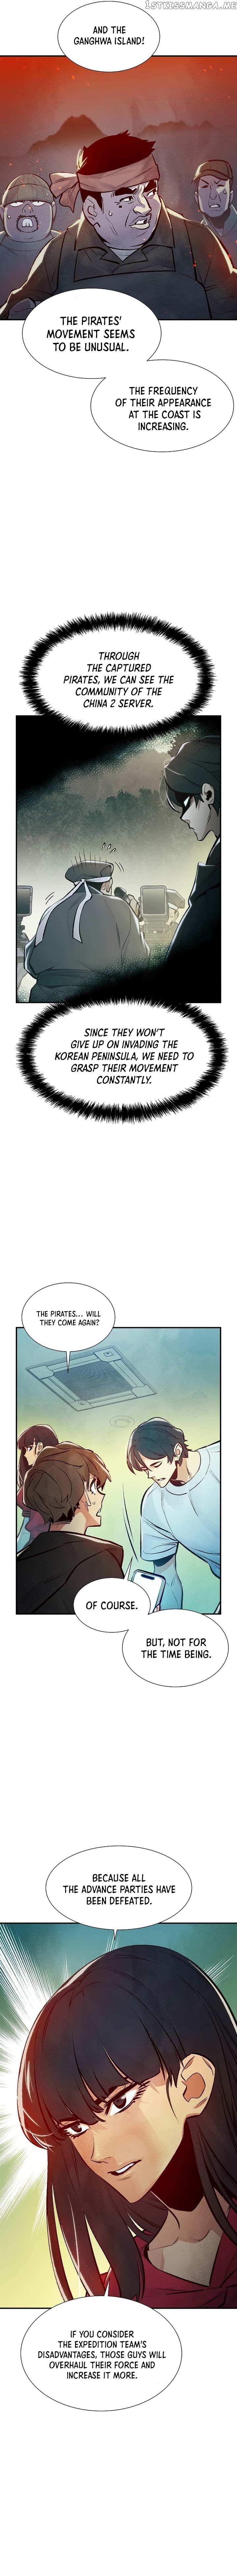 1STKISSMANGA.ME
AND THE
GANGHWA ISLAND!
THE PIRATES'
MOVEMENT SEEMS
TO BE UNUSUAL.
THE FREQUENCY
OF THEIR APPEARANCE
AT THE COAST IS
INCREASING.
THROUGH
THE CAPTURED
PIRATES, WE CAN SEE THE
COMMUNITY OF THE
CHINA 2 SERVER.
SINCE THEY WON'T
GIVE UP ON INVADING THE
KOREAN PENINSULA, WE NEED TO
GRASP THEIR MOVEMENT
CONSTANTLY.
THE PIRATES... WILL
THEY COME AGAIN?
OF COURSE.
BUT, NOT FOR
THE TIME BEING.
BECAUSE ALL
THE ADVANCE PARTIES HAVE
BEEN DEFEATED.
IF YOU CONSIDER
THE EXPEDITION TEAM'S
DISADVANTAGES, THOSE GUYS WILL
OVERHAUL THEIR FORCE AND
INCREASE IT MORE.